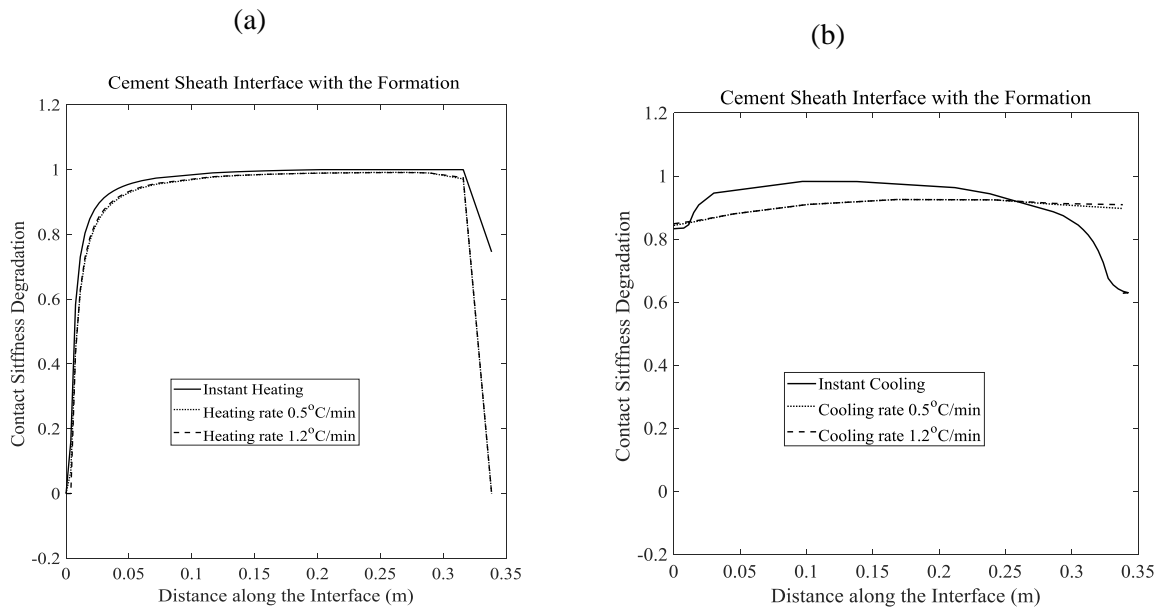 (a)
Cement Sheath Interface with the Formation
1.2
1
0.8
0.6
0.4
0.2
0
-0.2
Contact Sitffness Degradation
Instant Heating
Heating rate 0.5°C/min
Heating rate 1.2°C/min
0 0.05 0.1 0.15 0.2 0.25 0.3 0.35
Distance along the Interface (m)
(b)
Cement Sheath Interface with the Formation
1.2
1
0.8
0.6
0.4
0.2
0
-0.2
Contact Sitffness Degradation
Instant Cooling
Cooling rate 0.5°C/min
Cooling rate 1.2°C/min
0 0.05 0.1 0.15 0.2 0.25 0.3 0.35
Distance along the Interface (m)